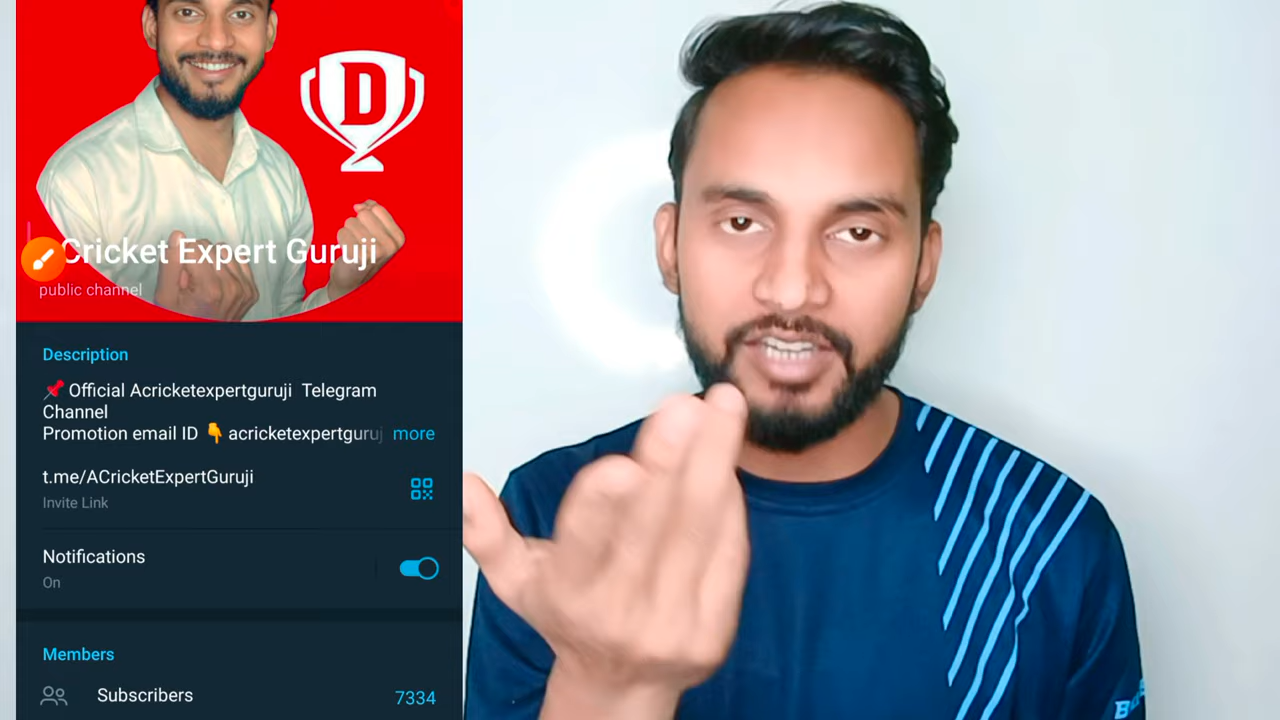 D
Cricket Expert Guruji
public channel
Description
📌 Official Acricketexpertguruji Telegram
Channel
Promotion email ID 👇 acricketexpertguruj more
t.me/ACricketExpertGuruji
Invite Link
Notifications
On
Members
Subscribers 7334